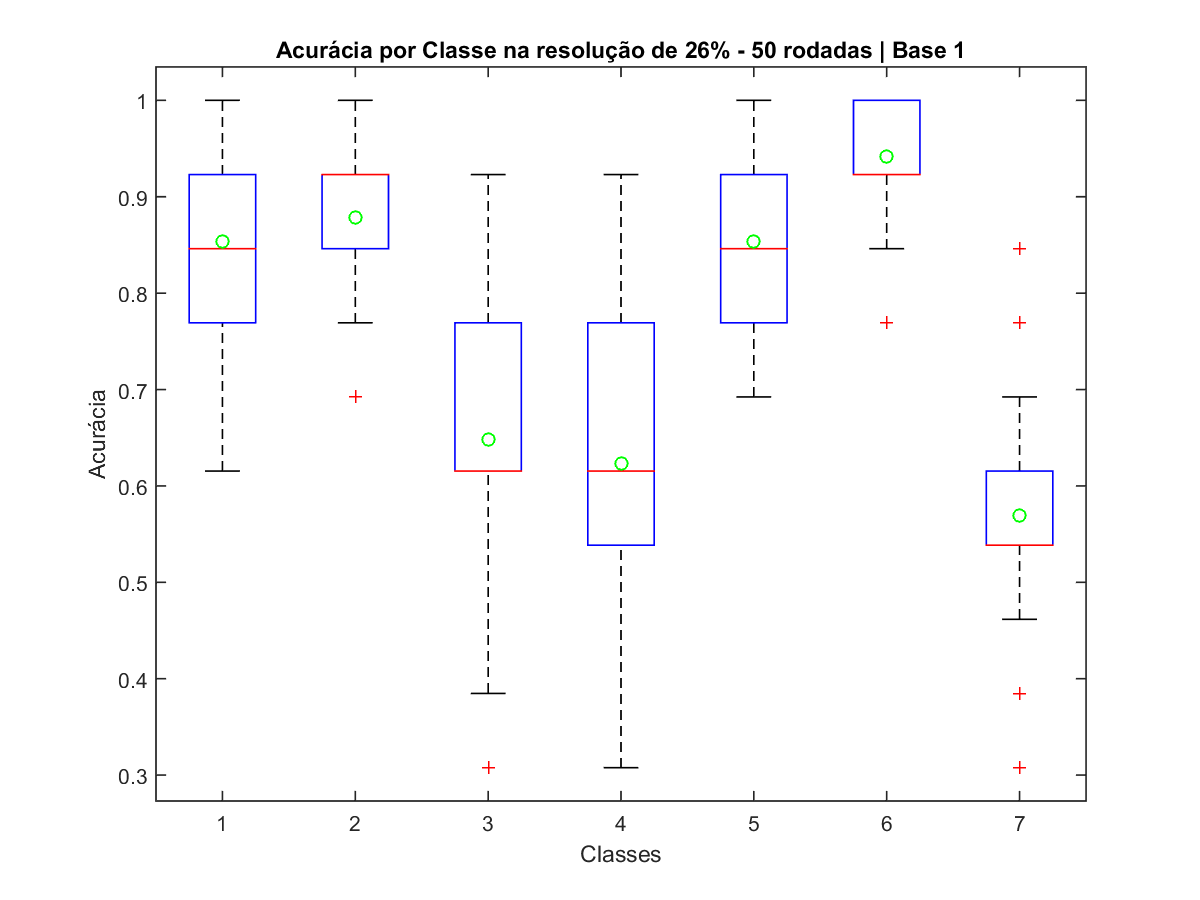 Acurácia por Classe na resolução de 26% - 50 rodadas | Base 1
Acurácia
1
0.9
0.8
0.7
0.6
0.5
0.4
0.3
1 2 3 4 5 6 7
Classes